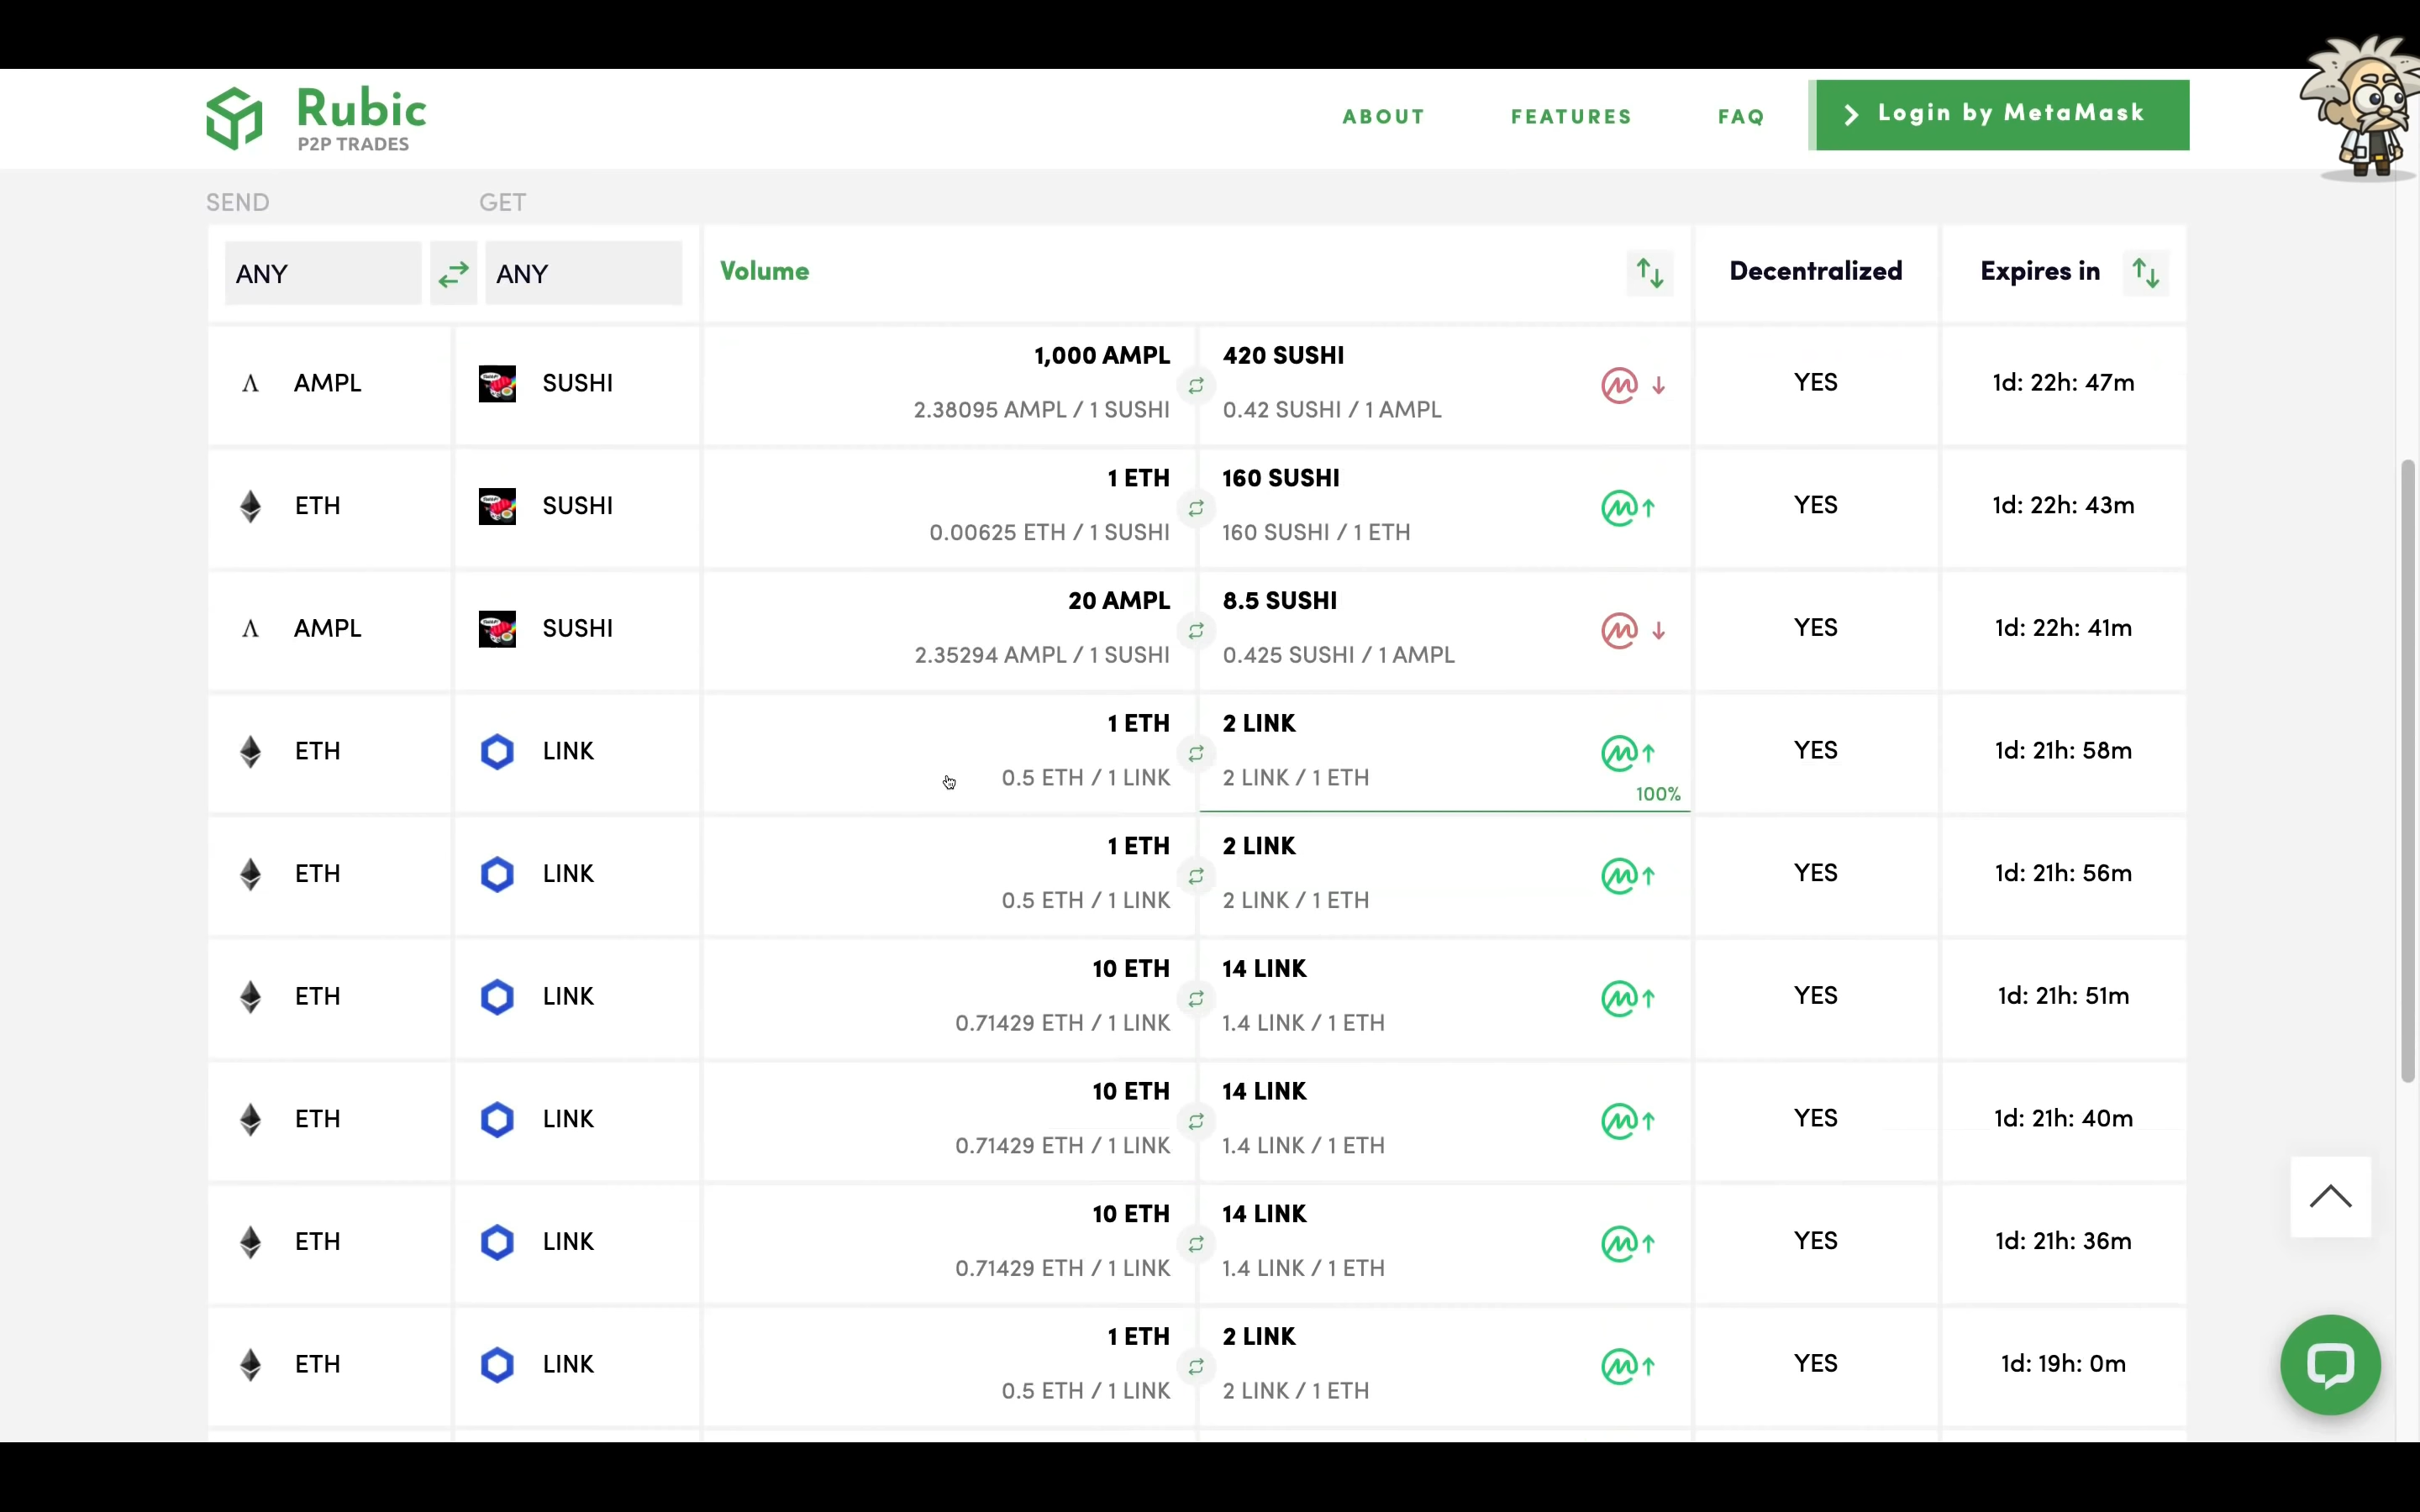 Rubic
P2P TRADES
ABOUT
FEATURES
FAQ
Login by MetaMask
SEND
GET
ANY
ANY
Volume
Decentralized
Expires in
AMPL
SUSHI
1,000 AMPL
420 SUSHI
2.38095 AMPL / 1 SUSHI
0.42 SUSHI / 1 AMPL
YES
1d: 22h: 47m
ETH
SUSHI
1 ETH
160 SUSHI
0.00625 ETH / 1 SUSHI
160 SUSHI / 1 ETH
YES
1d: 22h: 43m
AMPL
SUSHI
20 AMPL
8.5 SUSHI
2.35294 AMPL / 1 SUSHI
0.425 SUSHI / 1 AMPL
YES
1d: 22h: 41m
ETH
LINK
1 ETH
2 LINK
0.5 ETH / 1 LINK
2 LINK / 1 ETH
100%
YES
1d: 21h: 58m
ETH
LINK
1 ETH
2 LINK
0.5 ETH / 1 LINK
2 LINK / 1 ETH
YES
1d: 21h: 56m
ETH
LINK
10 ETH
14 LINK
0.71429 ETH / 1 LINK
1.4 LINK / 1 ETH
YES
1d: 21h: 51m
ETH
LINK
10 ETH
14 LINK
0.71429 ETH / 1 LINK
1.4 LINK / 1 ETH
YES
1d: 21h: 40m
ETH
LINK
10 ETH
14 LINK
0.71429 ETH / 1 LINK
1.4 LINK / 1 ETH
YES
1d: 21h: 36m
ETH
LINK
1 ETH
2 LINK
0.5 ETH / 1 LINK
2 LINK / 1 ETH
YES
1d: 19h: 0m